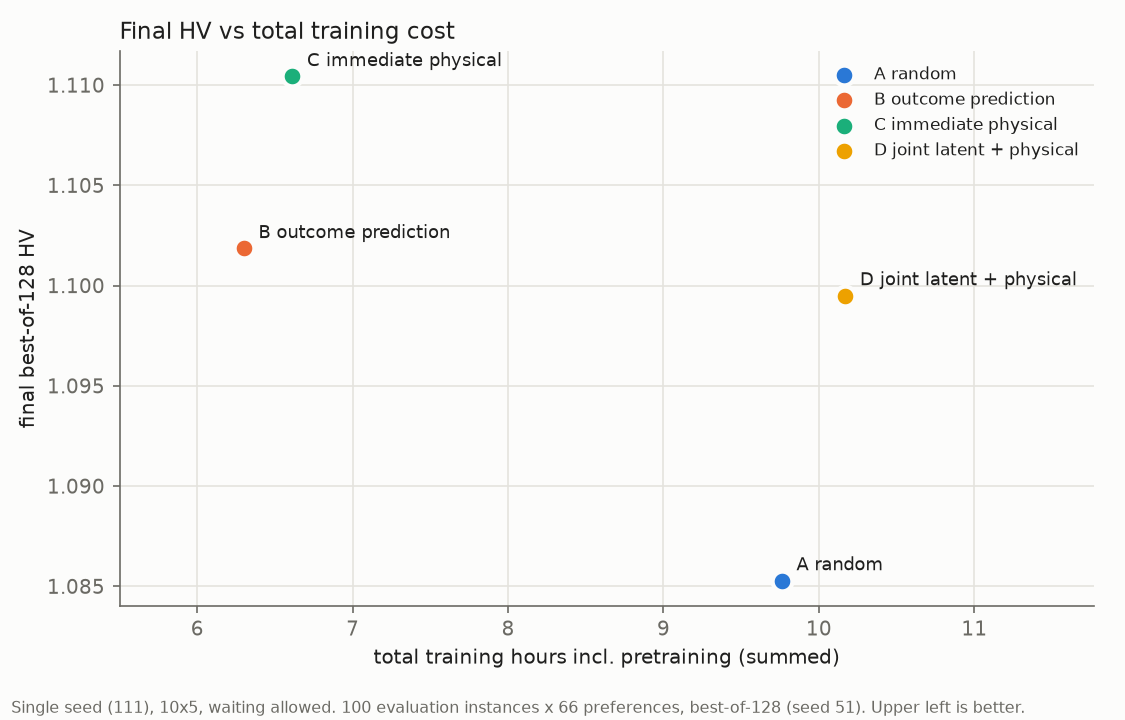 Final HV vs total training cost
C immediate physical
A random
B outcome prediction
C immediate physical
D joint latent + physical
B outcome prediction
D joint latent + physical
A random
1.110
1.105
1.100
1.095
1.090
1.085
final best-of-128 HV
6 7 8 9 10 11
total training hours incl. pretraining (summed)
Single seed (111), 10x5, waiting allowed. 100 evaluation instances x 66 preferences, best-of-128 (seed 51). Upper left is better.